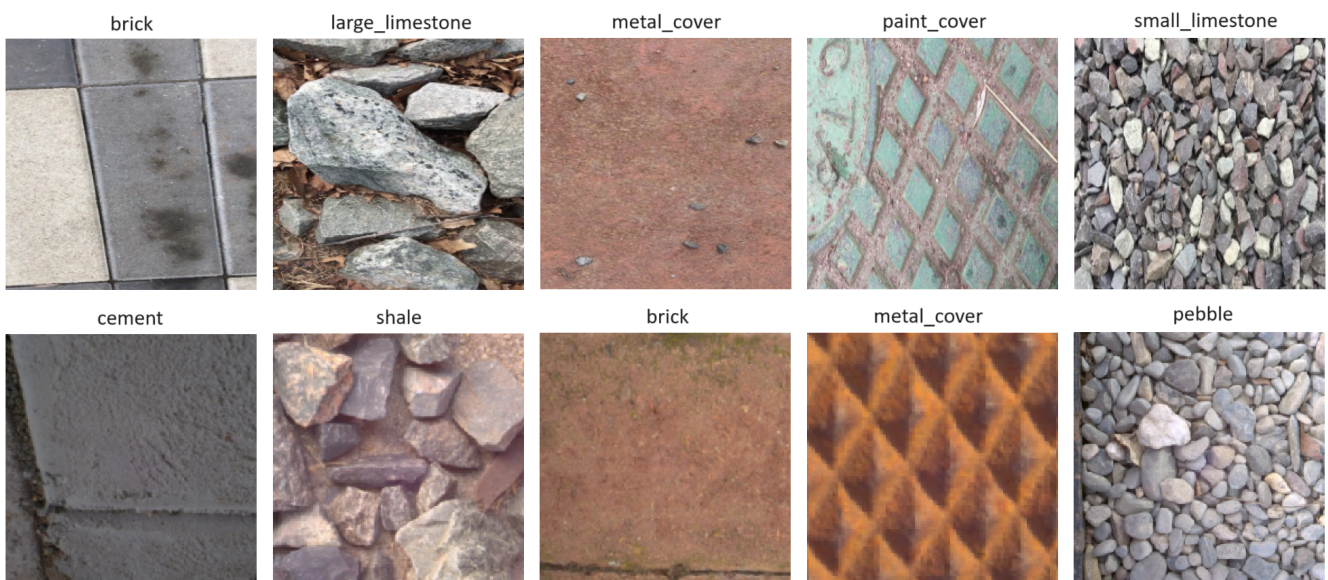 brick
large_limestone
metal_cover
paint_cover
small_limestone
cement
shale
brick
metal_cover
pebble